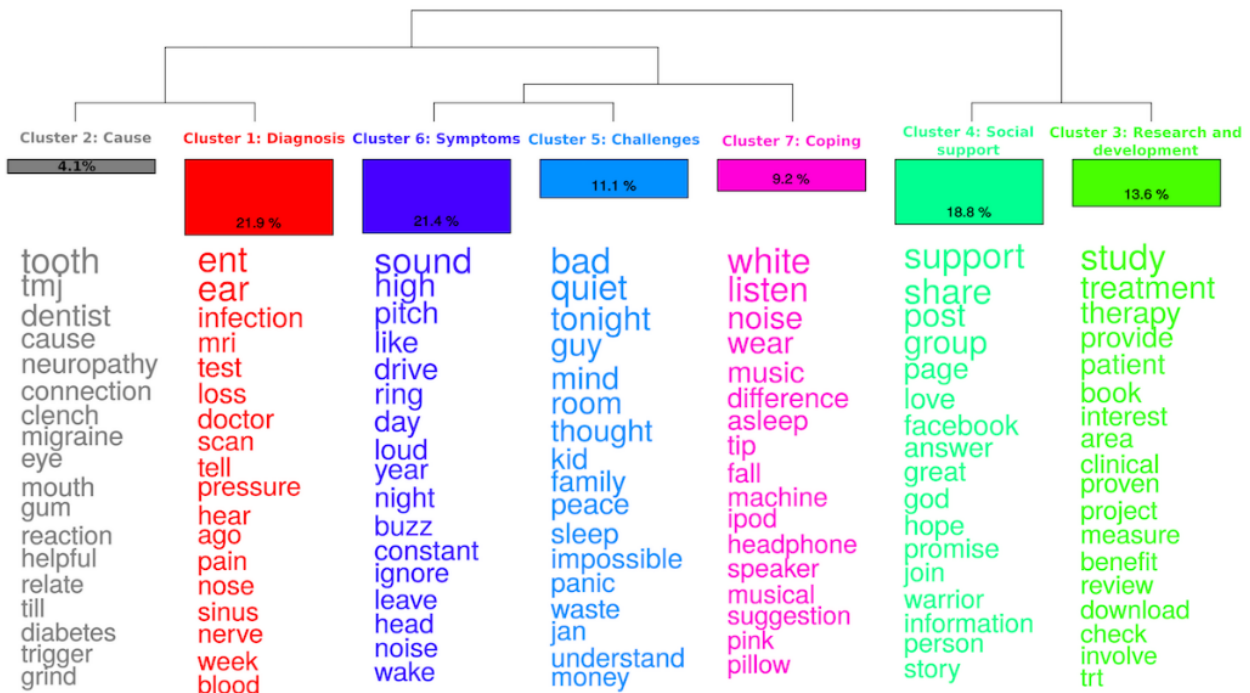 Cluster 2: Cause
4.1%
tooth
tmj
dentist
cause
neuropathy
connection
clench
migraine
eye
mouth
gum
reaction
helpful
relate
till
diabetes
trigger
grind
Cluster 1: Diagnosis
21.9 %
ent
ear
infection
mri
test
loss
doctor
scan
tell
pressure
hear
ago
pain
nose
sinus
nerve
week
blood
Cluster 6: Symptoms
21.4 %
sound
high
pitch
like
drive
ring
day
loud
year
night
buzz
constant
ignore
leave
head
noise
wake
Cluster 5: Challenges
11.1 %
bad
quiet
tonight
guy
mind
room
thought
kid
family
peace
sleep
impossible
panic
waste
jan
understand
money
Cluster 7: Coping
9.2 %
white
listen
noise
wear
music
difference
asleep
tip
fall
machine
ipod
headphone
speaker
musical
suggestion
pink
pillow
Cluster 4: Social
support
18.8 %
support
share
post
group
page
love
facebook
answer
great
god
hope
promise
join
warrior
information
person
story
Cluster 3: Research and
development
13.6 %
study
treatment
therapy
provide
patient
book
interest
area
clinical
proven
project
measure
benefit
review
download
check
involve
trt